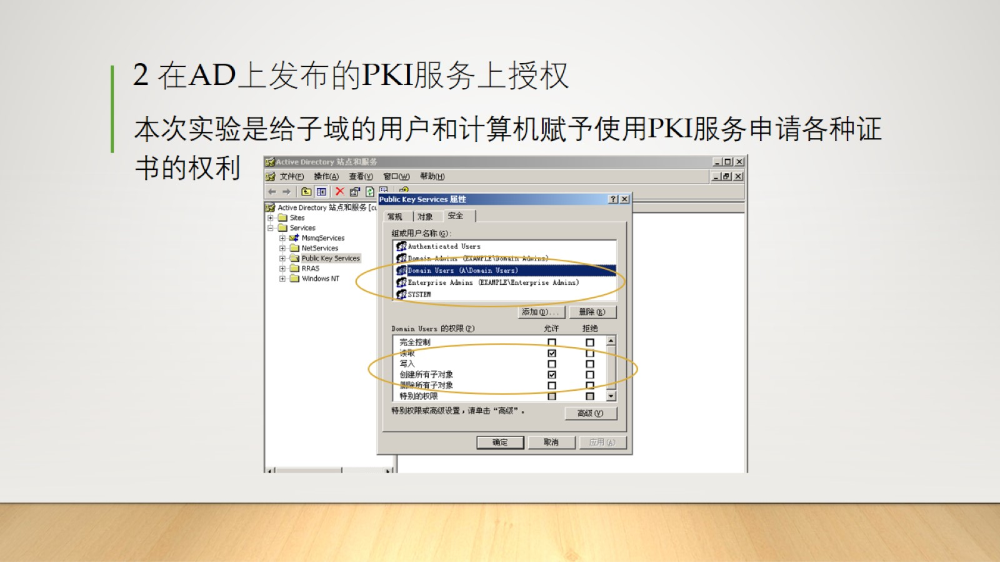 2 在AD上发布的PKI服务上授权
本次实验是给子域的用户和计算机赋予使用PKI服务申请各种证
书的权利
Active Directory 站点和服务
文件(F) 操作(A) 查看(V) 窗口(W) 帮助(H)
Active Directory 站点和服务 [cu
Sites
Services
MsmqServices
NetServices
Public Key Services
RRAS
Windows NT
Public Key Services 属性
常规 对象 安全
组或用户名称(G):
Authenticated Users
Domain Admins (EXAMPLE\Domain Admins)
Domain Users (A\Domain Users)
Enterprise Admins (EXAMPLE\Enterprise Admins)
SYSTEM
添加(D)... 删除(R)
Domain Users 的权限(P) 允许 拒绝
完全控制
读取
写入
创建所有子对象
删除所有子对象
特别的权限
特别权限或高级设置，请单击“高级”。
高级(V)
确定 取消 应用(A)